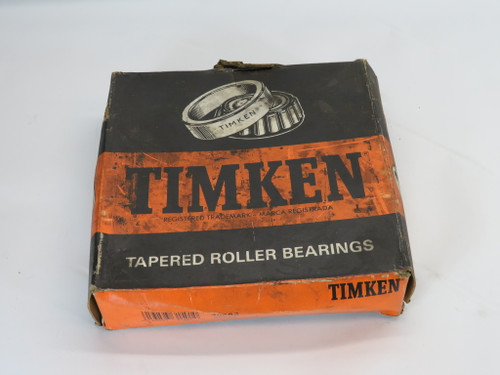 TIMKEN
TIMKEN
REGISTERED TRADEMARK - MARCA REGISTRADA
TAPERED ROLLER BEARINGS
TIMKEN